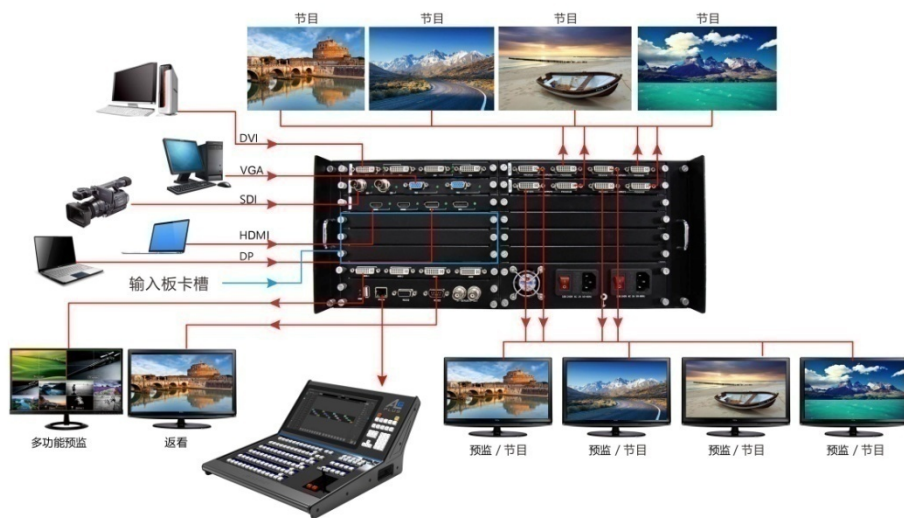 节目
节目
节目
节目
DVI
VGA
SDI
HDMI
DP
输入板卡槽
多功能预监
返看
预监 / 节目
预监 / 节目
预监 / 节目
预监 / 节目